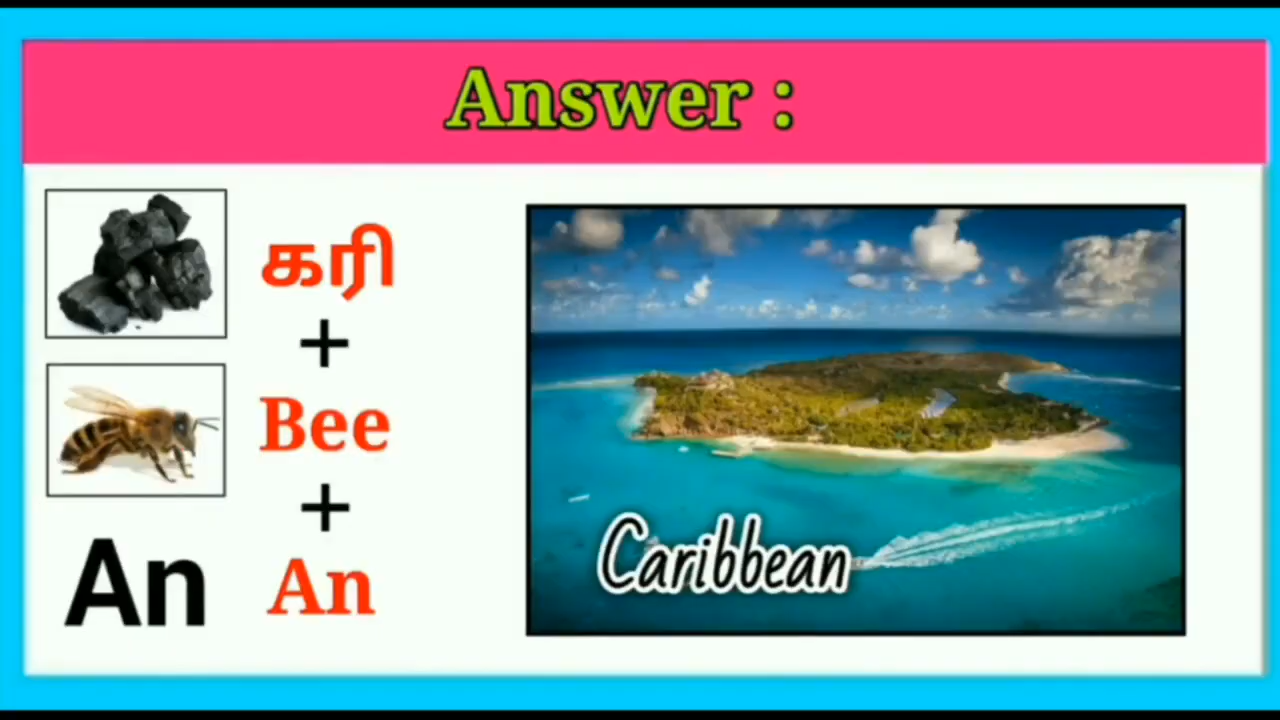 Answer :
கரி
+
Bee
+
An
An
Caribbean